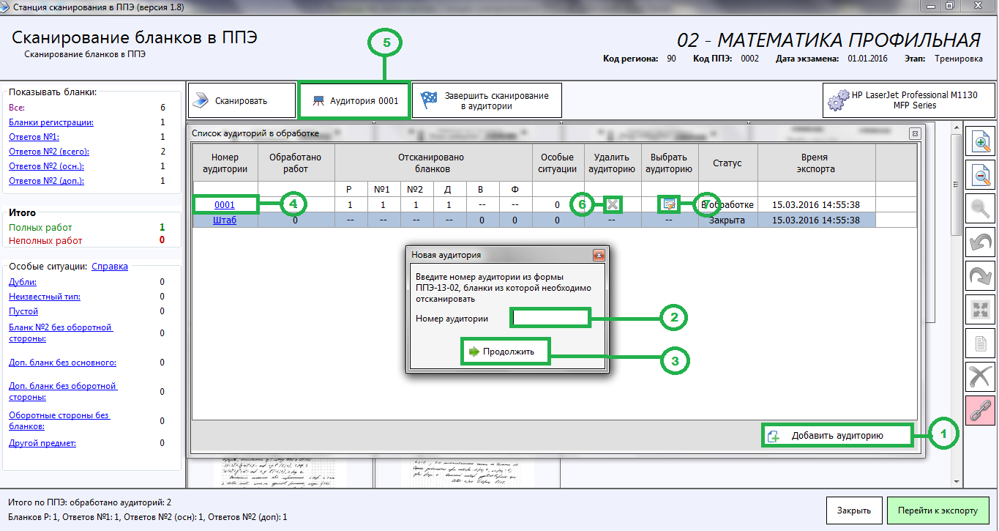 Станция сканирования в ППЭ (версия 1.8)
Сканирование бланков в ППЭ
Сканирование бланков в ППЭ
02 - МАТЕМАТИКА ПРОФИЛЬНАЯ
Код региона: 90 Код ППЭ: 0002 Дата экзамена: 01.01.2016 Этап: Тренировка
5
Показывать бланки:
Все: 6
Бланки регистрации: 1
Ответов №1: 1
Ответов №2 (всего): 2
Ответов №2 (осн.): 1
Ответов №2 (доп.): 1
Итого
Полных работ 1
Неполных работ 0
Особые ситуации: Справка
Дубли: 0
Неизвестный тип: 0
Пустой 0
Бланк №2 без оборотной
стороны: 0
Доп. бланк без основного: 0
Доп. бланк без оборотной
стороны: 0
Оборотные стороны без
бланков: 0
Другой предмет: 0
Сканировать
Аудитория 0001
Завершить сканирование
в аудитории
HP LaserJet Professional M1130
MFP Series
Список аудиторий в обработке
Номер аудитории Обработано работ Отсканировано бланков Особые ситуации Удалить аудиторию Выбрать аудиторию Статус Время экспорта
Р №1 №2 Д В Ф
0001 4 1 1 1 1 -- -- 0 6 7 В обработке 15.03.2016 14:55:38
Штаб 0 -- -- -- -- 0 0 0 -- -- Закрыта 15.03.2016 14:55:38
Новая аудитория
Введите номер аудитории из формы
ППЭ-13-02, бланки из которой необходимо
отсканировать
Номер аудитории 2
Продолжить 3
Добавить аудиторию 1
Итого по ППЭ: обработано аудиторий: 2
Бланков Р: 1, Ответов №1: 1, Ответов №2 (осн): 1, Ответов №2 (доп): 1
Закрыть
Перейти к экспорту